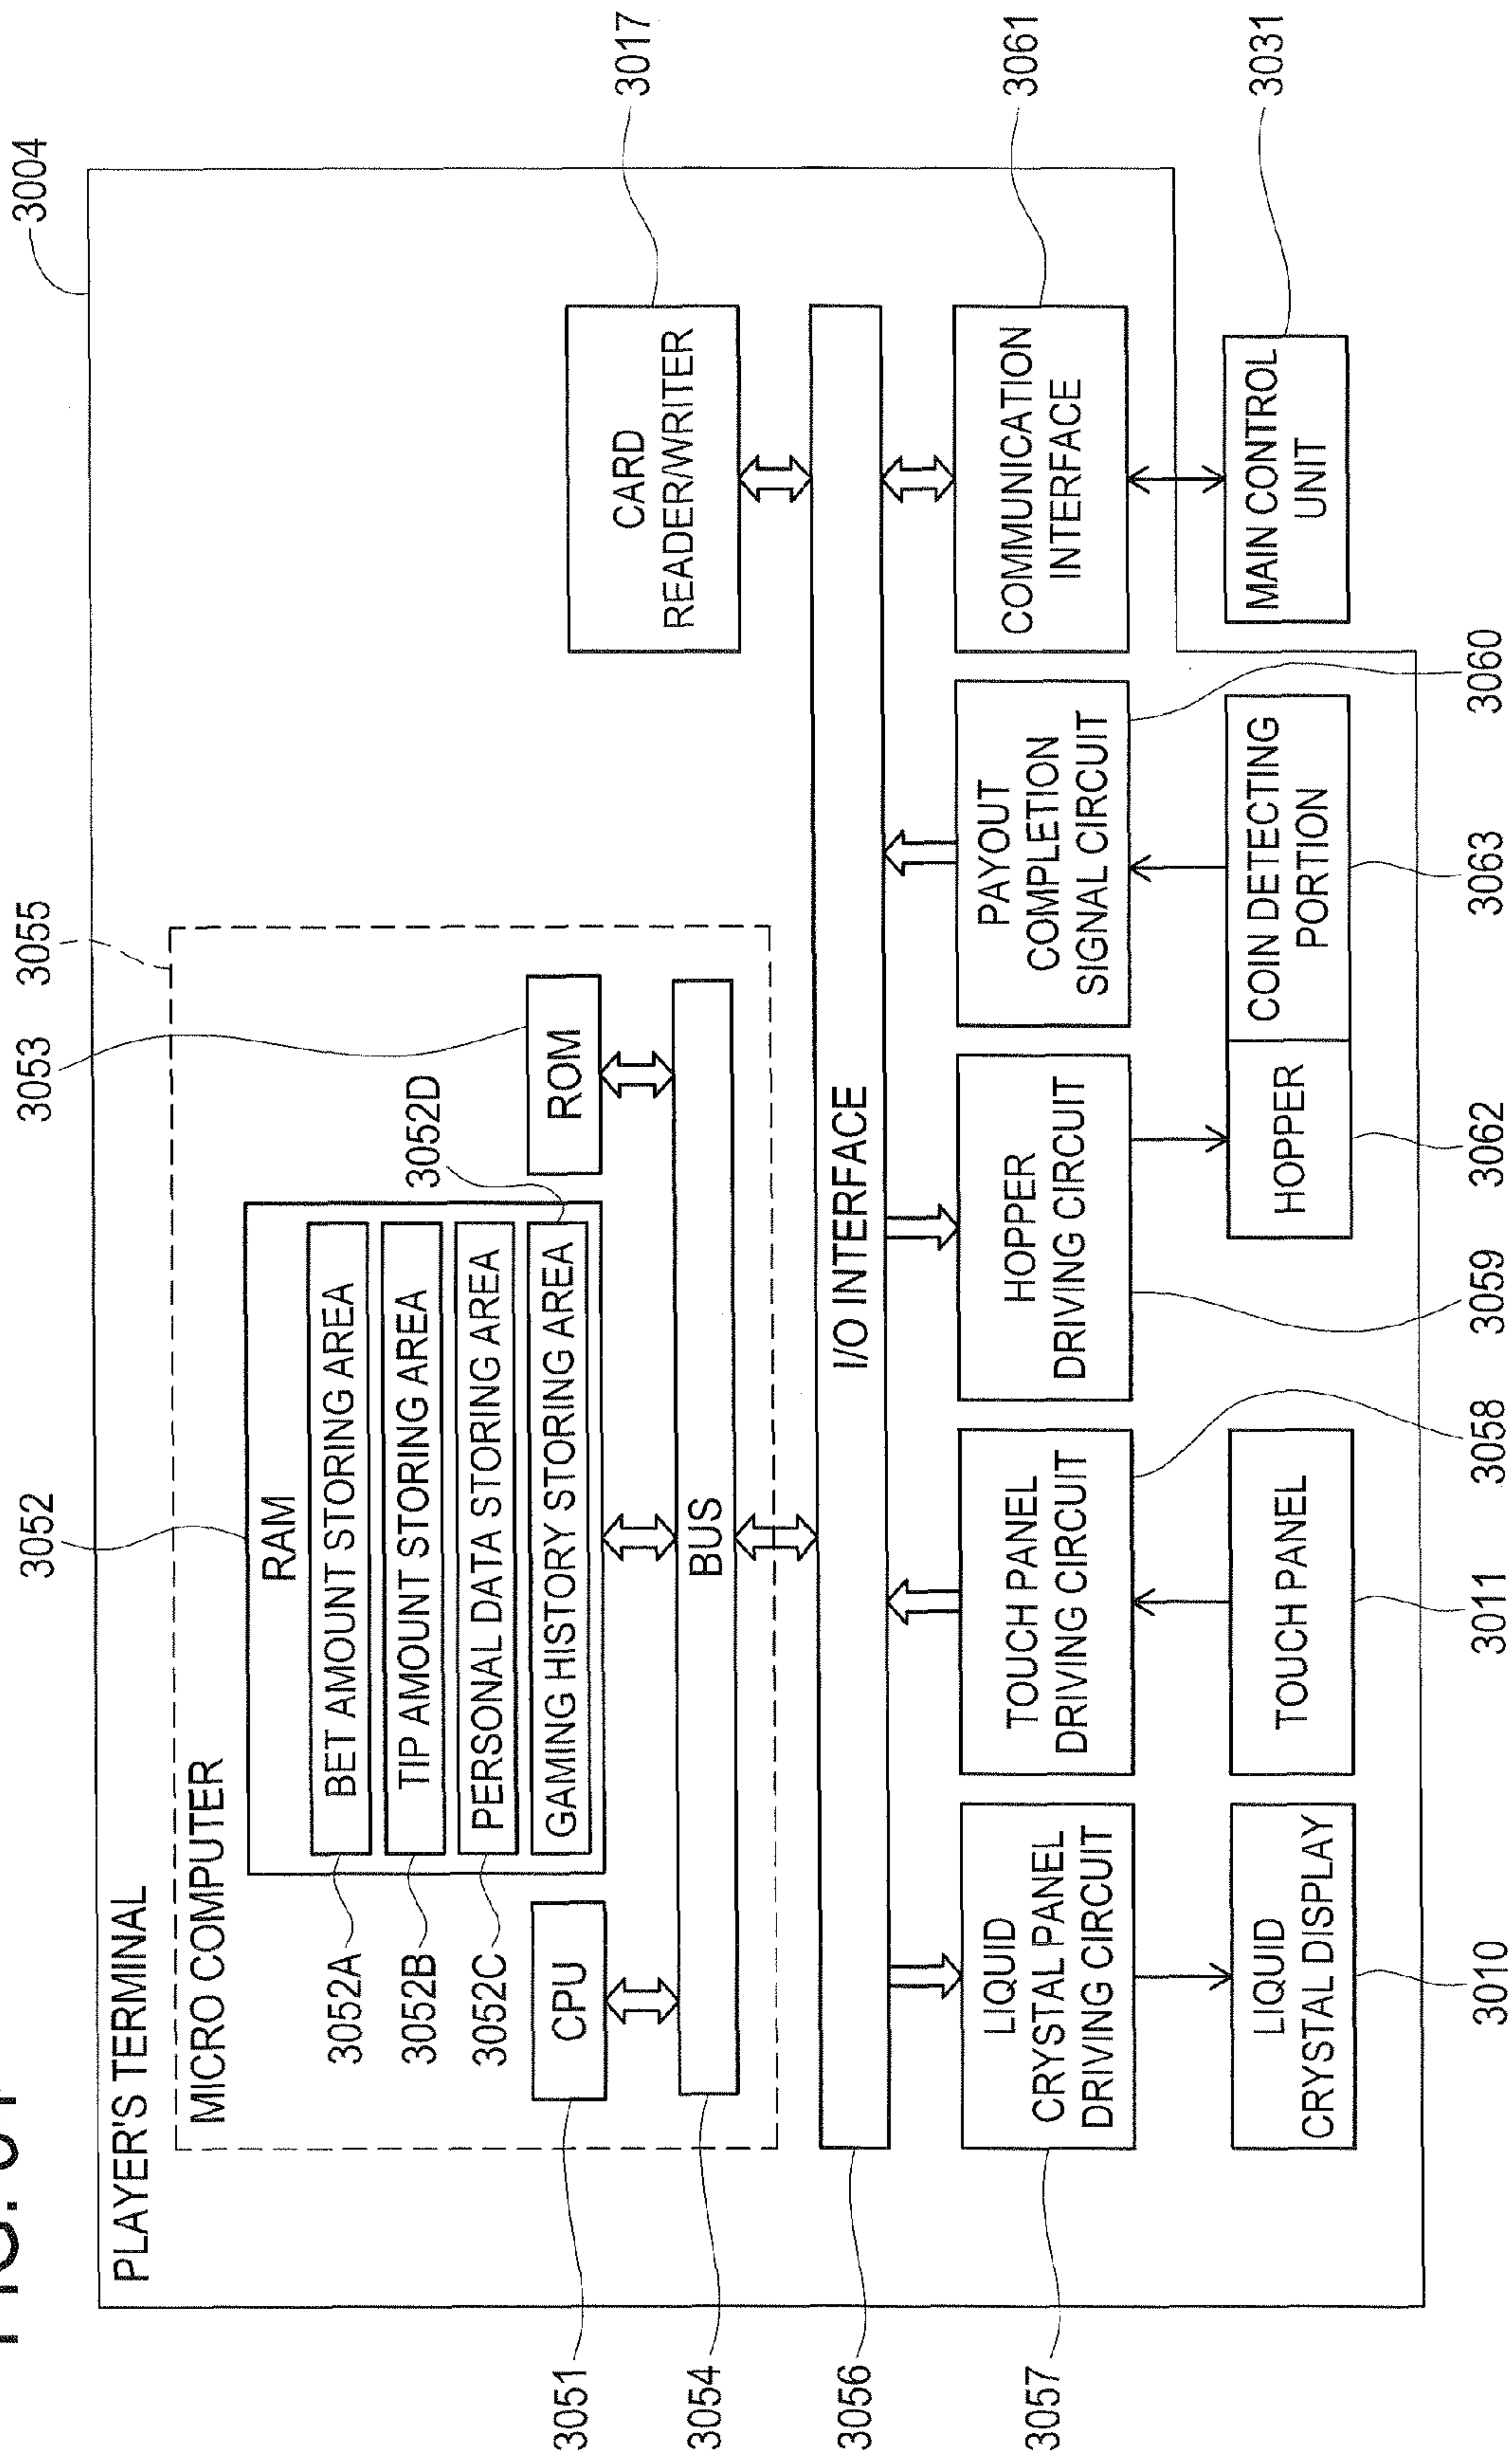 PLAYER'S TERMINAL
3004
MICRO COMPUTER
3055
3052
3053
RAM
BET AMOUNT STORING AREA
TIP AMOUNT STORING AREA
PERSONAL DATA STORING AREA
GAMING HISTORY STORING AREA
3052A
3052B
3052C
3052D
CPU
ROM
3051
BUS
3054
CARD
READER/WRITER
3017
I/O INTERFACE
3056
LIQUID
CRYSTAL PANEL
DRIVING CIRCUIT
3057
TOUCH PANEL
DRIVING CIRCUIT
3058
HOPPER
DRIVING CIRCUIT
3059
PAYOUT
COMPLETION
SIGNAL CIRCUIT
3060
COMMUNICATION
INTERFACE
3061
LIQUID
CRYSTAL DISPLAY
3010
TOUCH PANEL
3011
HOPPER
3062
COIN DETECTING
PORTION
3063
MAIN CONTROL
UNIT
3031